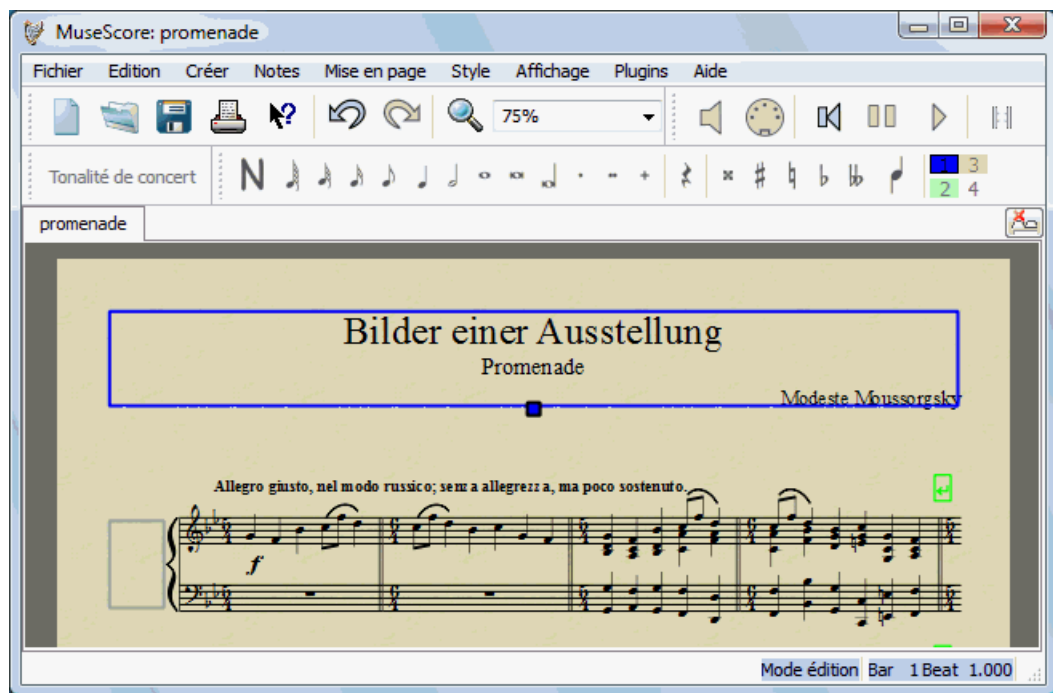 MuseScore: promenade
Fichier Edition Créer Notes Mise en page Style Affichage Plugins Aide
75%
Tonalité de concert N 1 3
2 4
promenade
Bilder einer Ausstellung
Promenade
Modeste Moussorgsky
Allegro giusto, nel modo russico; senza allegrezza, ma poco sostenuto.
f
Mode édition Bar 1 Beat 1.000